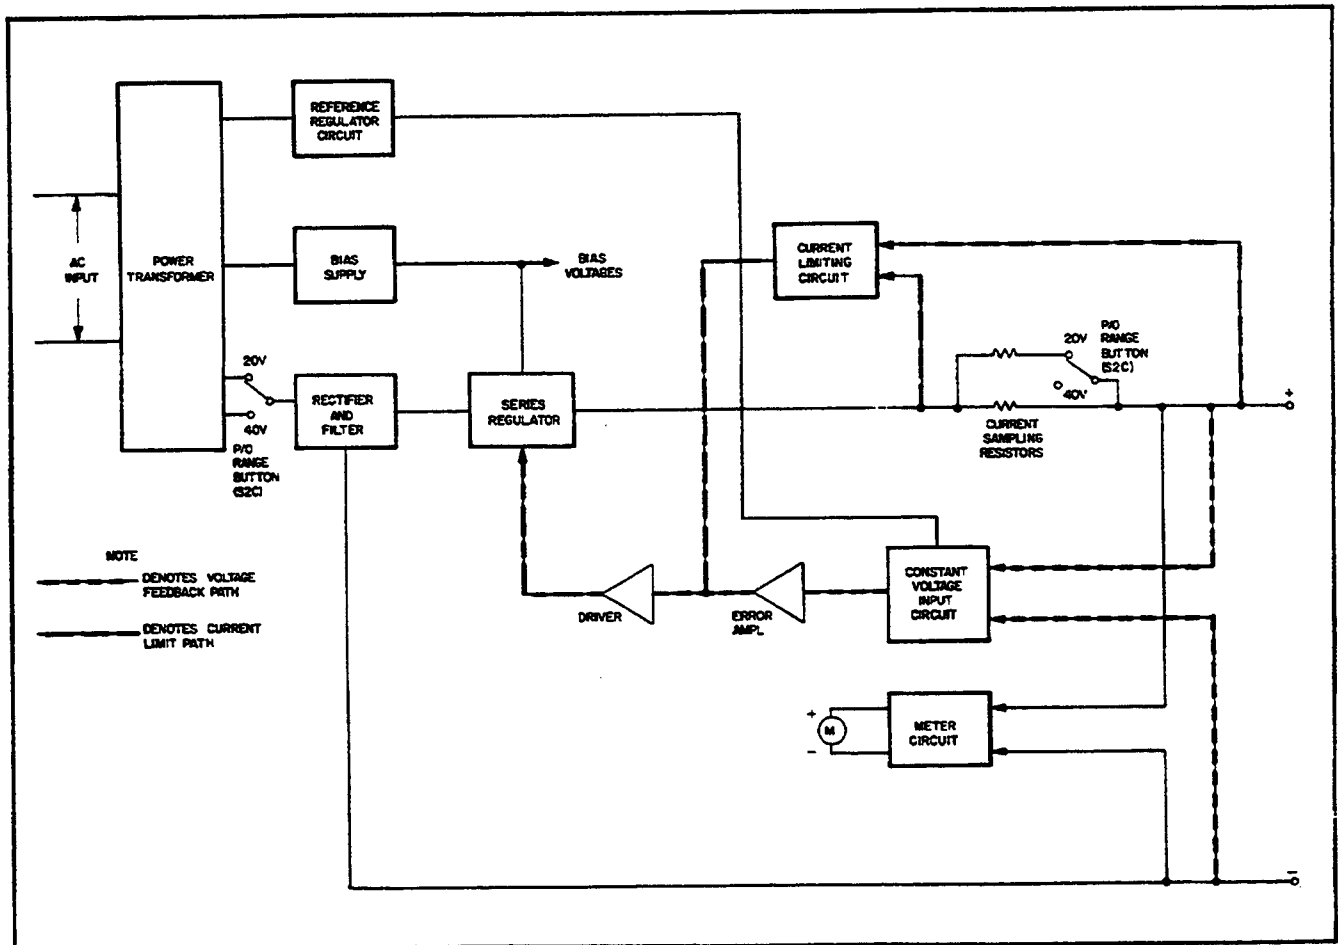 REFERENCE
REGULATOR
CIRCUIT
AC
INPUT
POWER
TRANSFORMER
BIAS
SUPPLY
BIAS
VOLTAGES
CURRENT
LIMITING
CIRCUIT
20V
40V
P/O
RANGE
BUTTON
(S2C)
RECTIFIER
AND
FILTER
SERIES
REGULATOR
20V
40V
P/O
RANGE
BUTTON
(S2C)
CURRENT
SAMPLING
RESISTORS
+
NOTE
DENOTES VOLTAGE
FEEDBACK PATH
DENOTES CURRENT
LIMIT PATH
DRIVER
ERROR
AMPL
CONSTANT
VOLTAGE
INPUT
CIRCUIT
+
M
-
METER
CIRCUIT
-